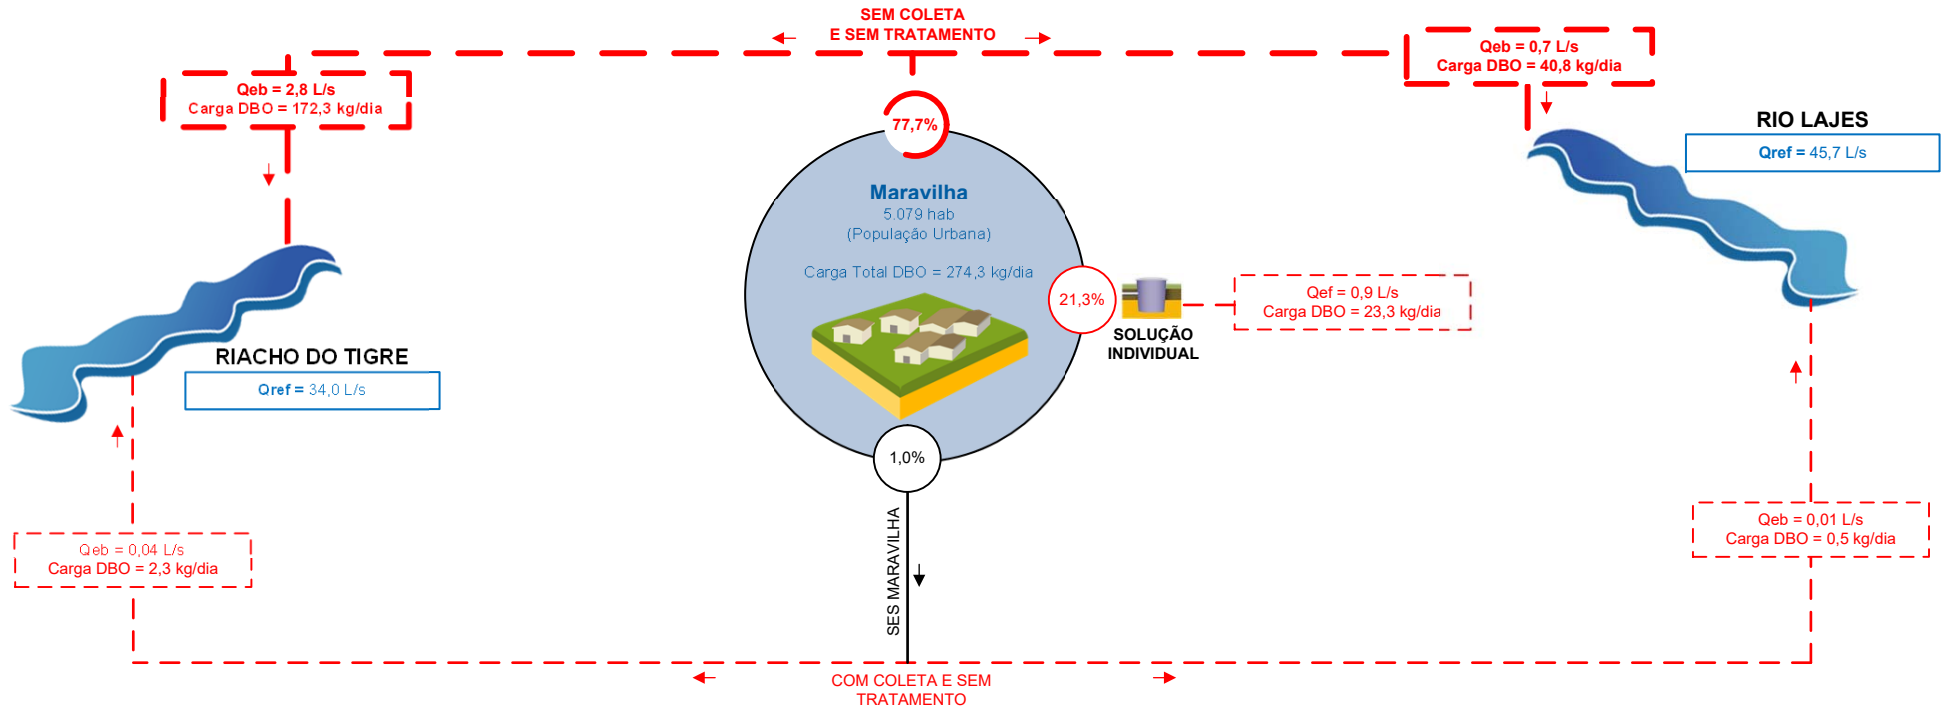 SEM COLETA
E SEM TRATAMENTO
Qeb = 2,8 L/s
Carga DBO = 172,3 kg/dia
Qeb = 0,7 L/s
Carga DBO = 40,8 kg/dia
77,7%
RIO LAJES
Qref = 45,7 L/s
Maravilha
5.079 hab
(População Urbana)
Carga Total DBO = 274,3 kg/dia
21,3%
SOLUÇÃO
INDIVIDUAL
Qef = 0,9 L/s
Carga DBO = 23,3 kg/dia
RIACHO DO TIGRE
Qref = 34,0 L/s
1,0%
SES MARAVILHA
Qeb = 0,04 L/s
Carga DBO = 2,3 kg/dia
Qeb = 0,01 L/s
Carga DBO = 0,5 kg/dia
COM COLETA E SEM
TRATAMENTO